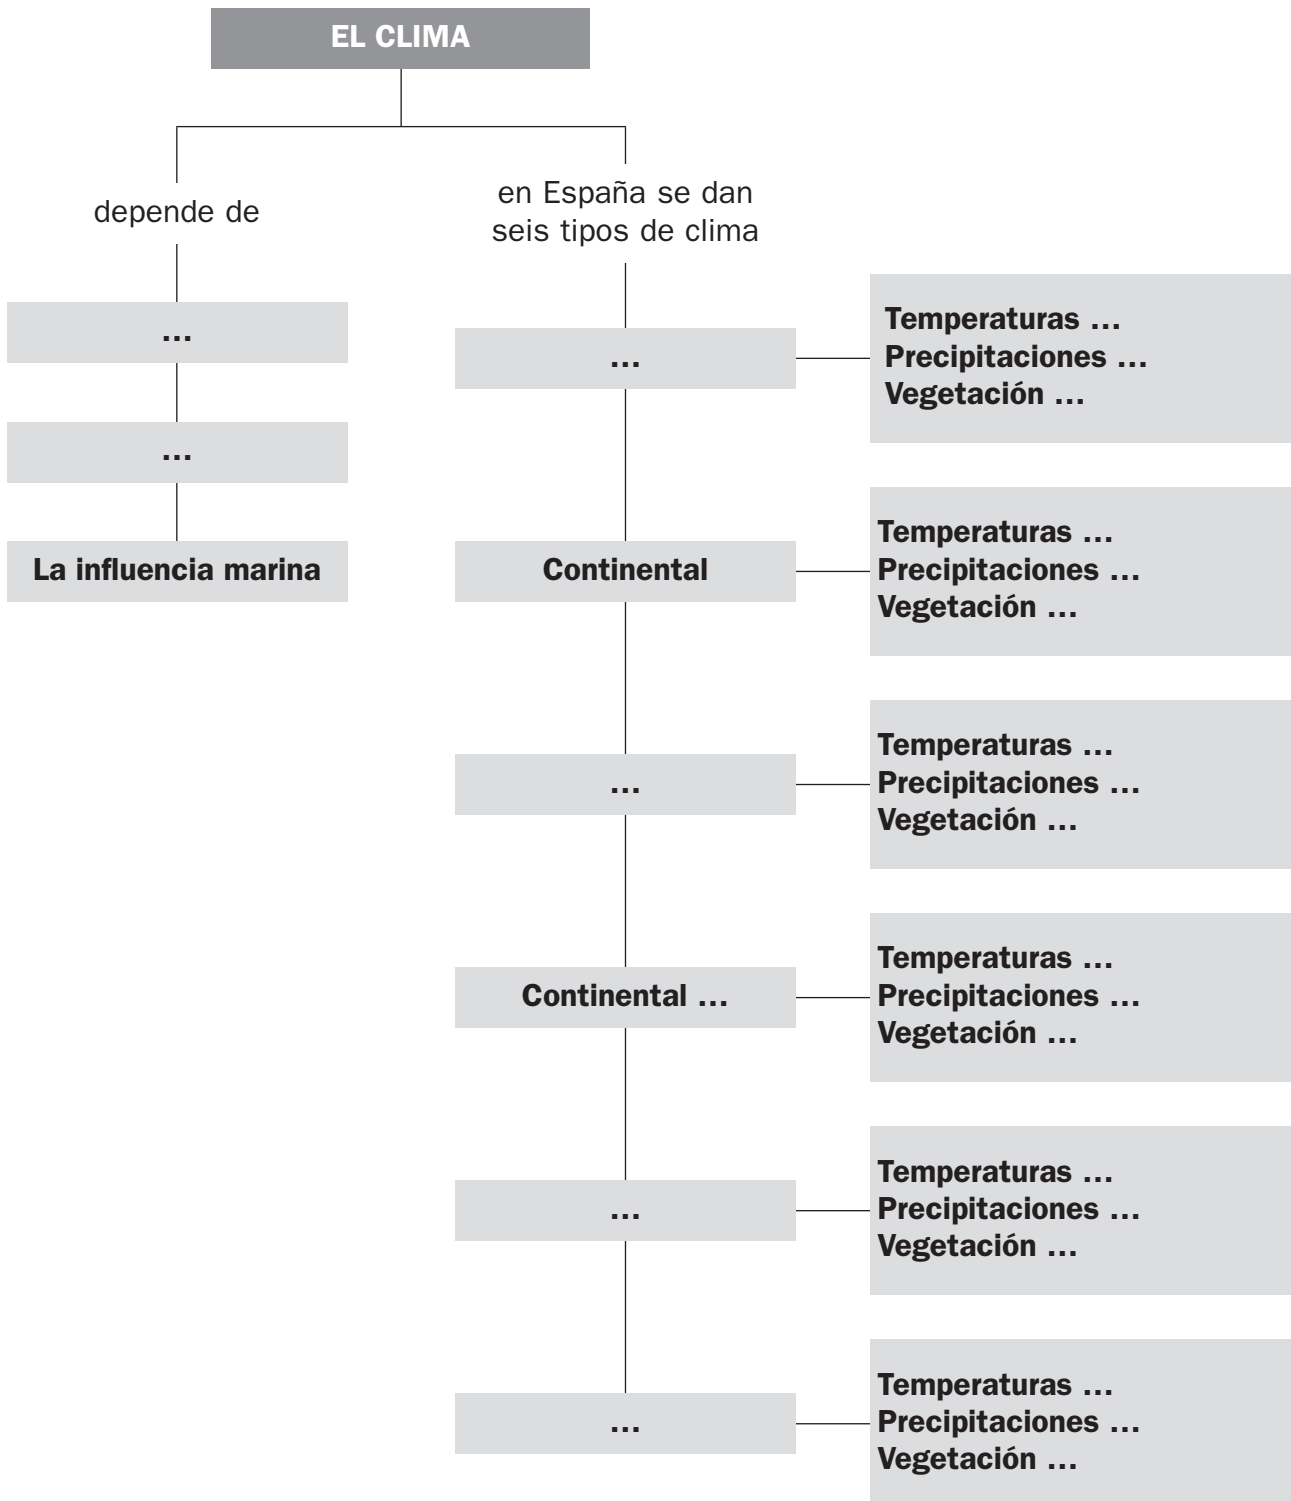 EL CLIMA
depende de
...
...
La influencia marina
en España se dan
seis tipos de clima
...
Temperaturas ...
Precipitaciones ...
Vegetación ...
Continental
Temperaturas ...
Precipitaciones ...
Vegetación ...
...
Temperaturas ...
Precipitaciones ...
Vegetación ...
Continental ...
Temperaturas ...
Precipitaciones ...
Vegetación ...
...
Temperaturas ...
Precipitaciones ...
Vegetación ...
...
Temperaturas ...
Precipitaciones ...
Vegetación ...